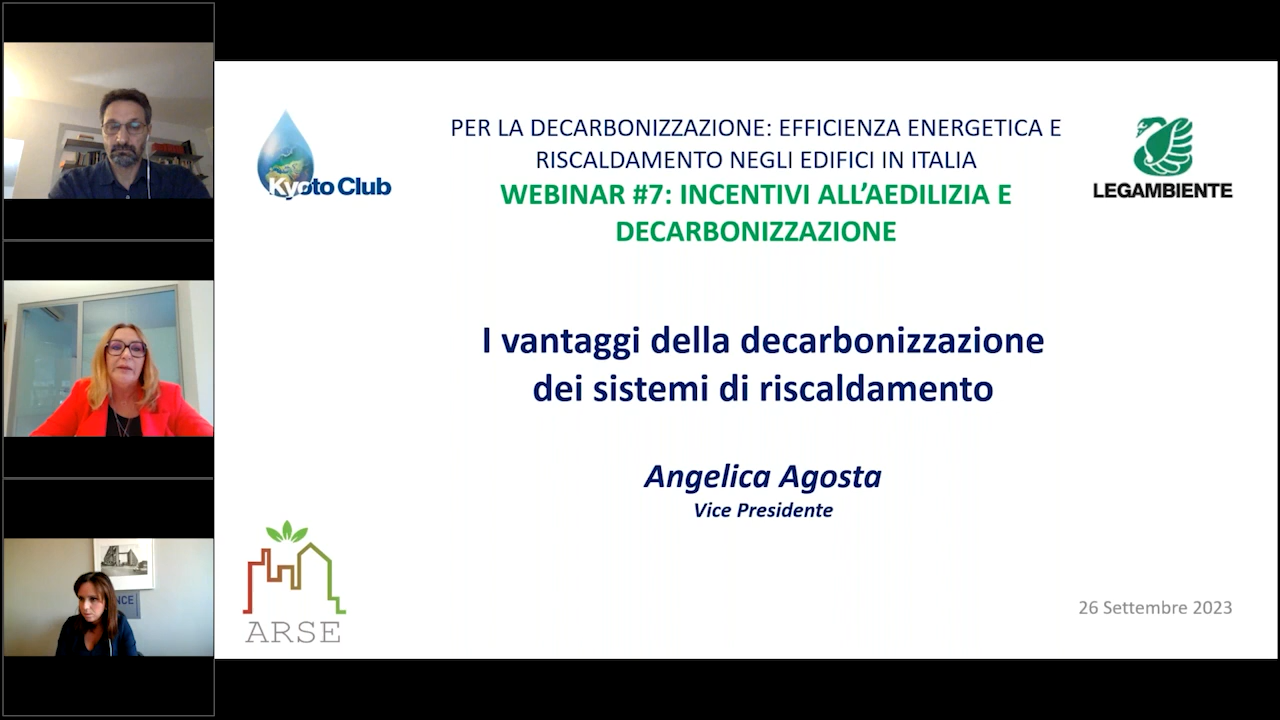 Kyoto Club
PER LA DECARBONIZZAZIONE: EFFICIENZA ENERGETICA E
RISCALDAMENTO NEGLI EDIFICI IN ITALIA
WEBINAR #7: INCENTIVI ALL'AEDILIZIA E
DECARBONIZZAZIONE
LEGAMBIENTE
I vantaggi della decarbonizzazione
dei sistemi di riscaldamento
Angelica Agosta
Vice Presidente
ARSE
26 Settembre 2023
NCE